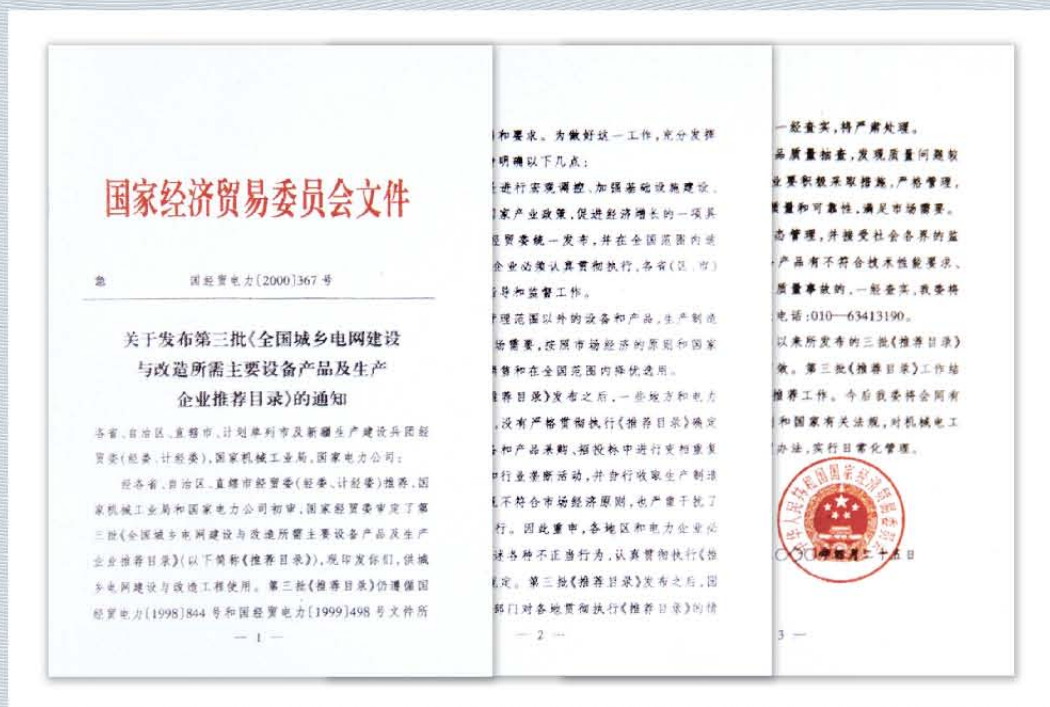 国家经济贸易委员会文件
急
国经贸电力[2000]367号
关于发布第三批《全国城乡电网建设
与改造所需主要设备产品及生产
企业推荐目录》的通知
各省、自治区、直辖市、计划单列市及新疆生产建设兵团经
贸委(经委、计经委),国家机械工业局,国家电力公司:
经各省、自治区、直辖市经贸委(经委、计经委)推荐、国
家机械工业局和国家电力公司初审,国家经贸委审定了第
三批《全国城乡电网建设与改造所需主要设备产品及生产
企业推荐目录》(以下简称《推荐目录》),现印发你们,供城
乡电网建设与改造工程使用。第三批《推荐目录》仍遵循国
经贸电力[1998]844号和国经贸电力[1999]498号文件所
— 1 —
和要求。为做好这一工作,充分发挥
明确以下几点:
进行宏观调控、加强基础设施建设、
家产业政策,促进经济增长的一项具
贸委统一发布,并在全国范围内进
企业必须认真贯彻执行,各省(区、市)
导和监督工作。
理范围以外的设备和产品,生产制造
场需要,按照市场经济的原则和国家
售和在全国范围内择优选用。
荐目录》发布之后,一些地方和电力
,没有严格贯彻执行《推荐目录》确定
和产品采购、招投标中进行变相重复
行业垄断活动,并自行收取生产制造
不符合市场经济原则,也严重干扰了
行。因此重申,各地区和电力企业必
述各种不正当行为,认真贯彻执行《推
定。第三批《推荐目录》发布之后,国
部门对各地贯彻执行《推荐目录》的情
— 2 —
一经查实,将严肃处理。
品质量抽查,发现质量问题较
业要积极采取措施,严格管理,
质量和可靠性,满足市场需要。
态管理,并接受社会各界的监
产品有不符合技术性能要求、
质量事故的,一经查实,我委将
电话:010—63413190。
以来所发布的三批《推荐目录》
效。第三批《推荐目录》工作结
推荐工作。今后我委将会同有
和国家有关法规,对机械电工
办法,实行日常化管理。
中华人民共和国国家经济贸易委员会
〇〇〇年四月二十五日
3 —